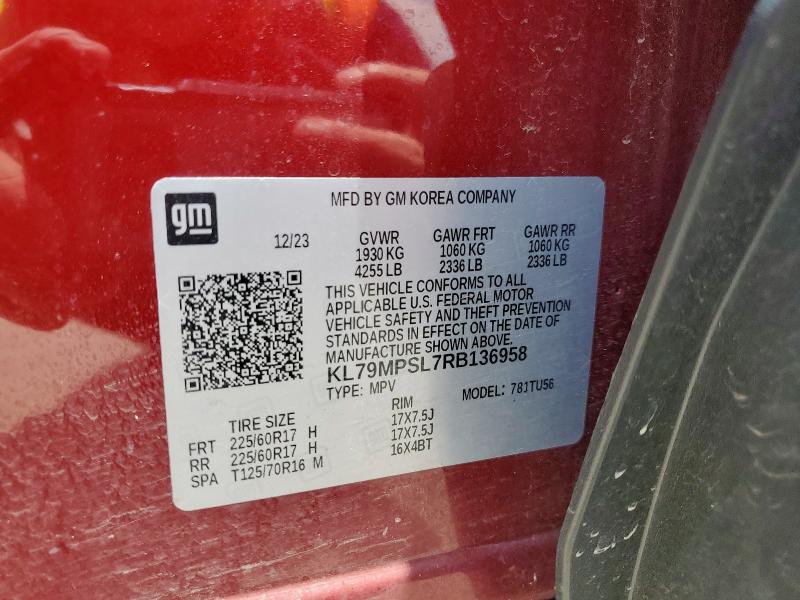 MFD BY GM KOREA COMPANY
gm
12/23
GVWR GAWR FRT GAWR RR
1930 KG 1060 KG 1060 KG
4255 LB 2336 LB 2336 LB
THIS VEHICLE CONFORMS TO ALL
APPLICABLE U.S. FEDERAL MOTOR
VEHICLE SAFETY AND THEFT PREVENTION
STANDARDS IN EFFECT ON THE DATE OF
MANUFACTURE SHOWN ABOVE.
KL79MPSL7RB136958
TYPE: MPV MODEL: 781TU56
TIRE SIZE RIM
FRT 225/60R17 H 17X7.5J
RR 225/60R17 H 17X7.5J
SPA T125/70R16 M 16X4BT